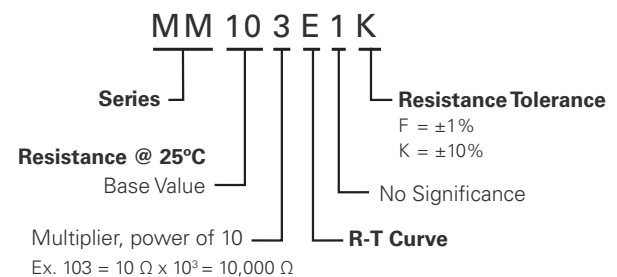 MM 10 3 E 1 K
Series
Resistance Tolerance
F = ±1%
K = ±10%
Resistance @ 25ºC
Base Value
No Significance
Multiplier, power of 10
R-T Curve
Ex. 103 = 10 Ω x 10³ = 10,000 Ω